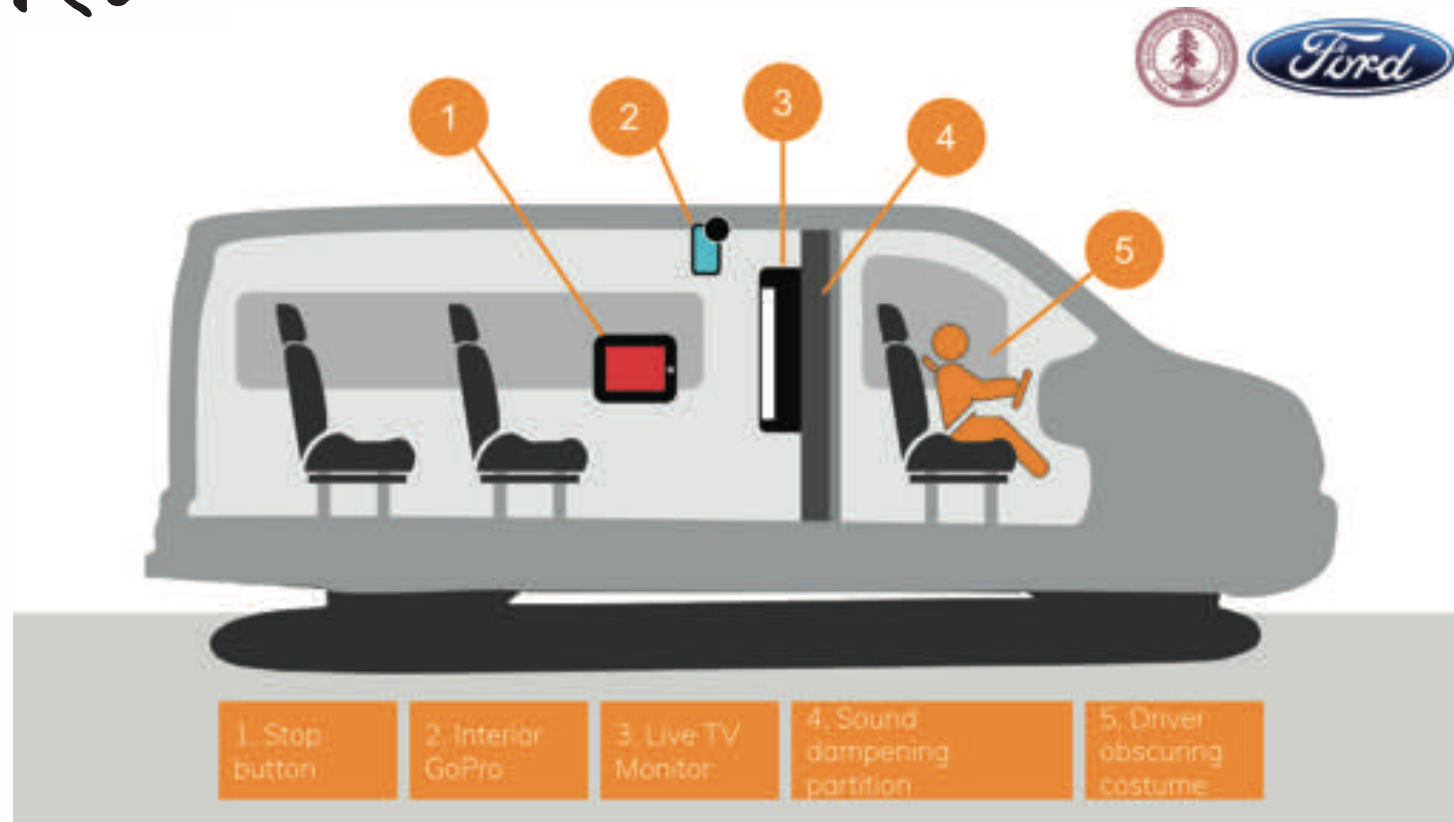 Ford
1
2
3
4
5
1. Stop
button
2. Interior
GoPro
3. Live TV
Monitor
4. Sound
dampening
partition
5. Driver
obscuring
costume